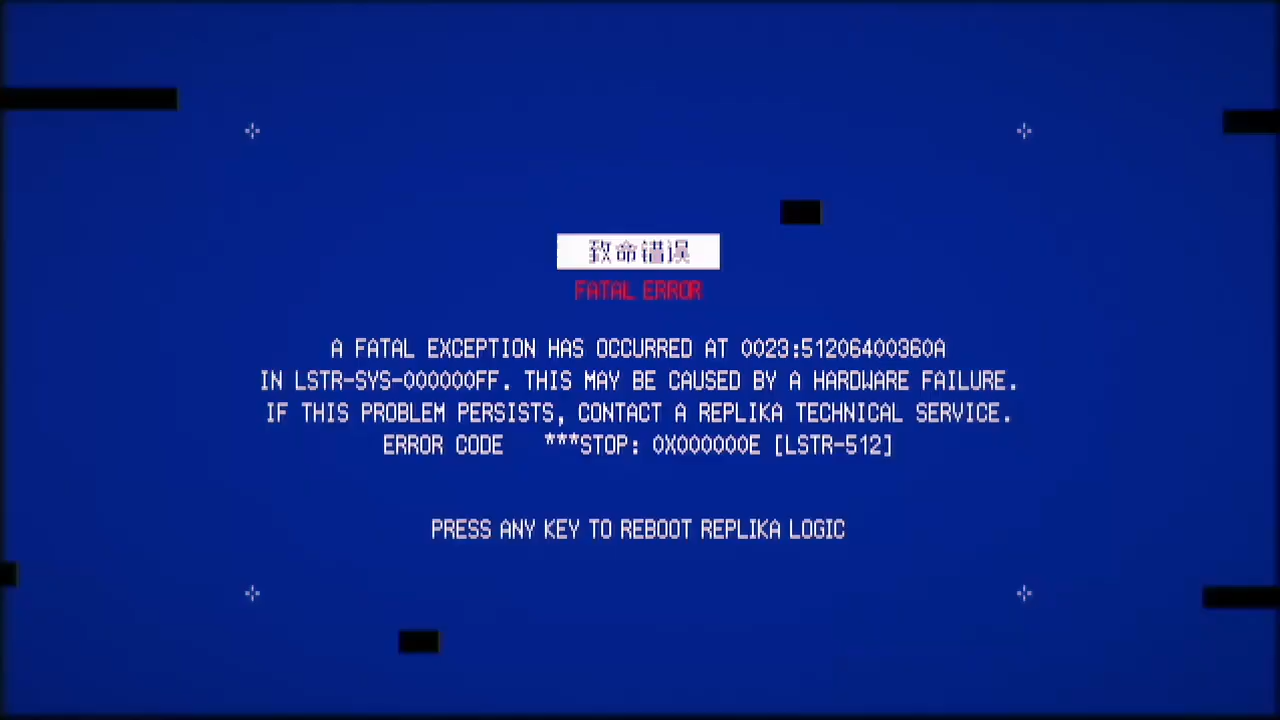 致命错误
FATAL ERROR
A FATAL EXCEPTION HAS OCCURRED AT 0023:51206400360A
IN LSTR-SYS-000000FF. THIS MAY BE CAUSED BY A HARDWARE FAILURE.
IF THIS PROBLEM PERSISTS, CONTACT A REPLIKA TECHNICAL SERVICE.
ERROR CODE ***STOP: 0X000000E [LSTR-512]
PRESS ANY KEY TO REBOOT REPLIKA LOGIC